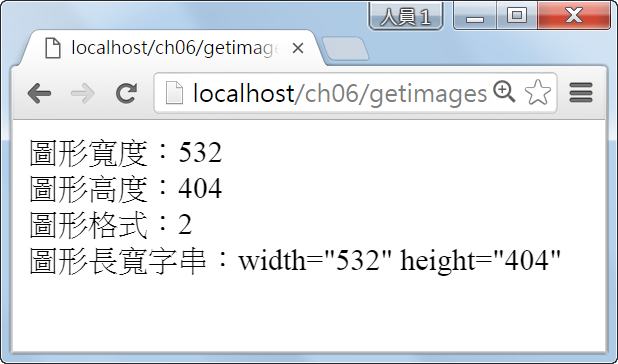 人員 1
localhost/ch06/getimage
localhost/ch06/getimages
圖形寬度：532
圖形高度：404
圖形格式：2
圖形長寬字串：width="532" height="404"